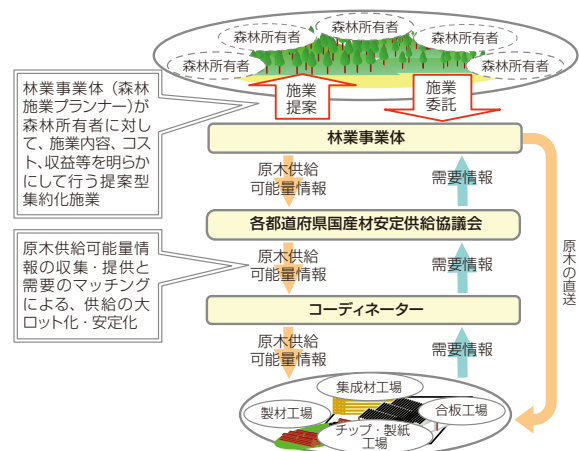 森林所有者
森林所有者
森林所有者
森林所有者
森林所有者
施業
提案
施業
委託
林業事業体（森林
施業プランナー）が
森林所有者に対し
て、施業内容、コス
ト、収益等を明らか
にして行う提案型
集約化施業
林業事業体
原木供給
可能量情報
需要情報
各都道府県国産材安定供給協議会
原木供給可能量情
報の収集・提供と
需要のマッチング
による、供給の大
ロット化・安定化
原木供給
可能量情報
需要情報
原木の直送
コーディネーター
原木供給
可能量情報
需要情報
集成材工場
製材工場
合板工場
チップ・製紙
工場